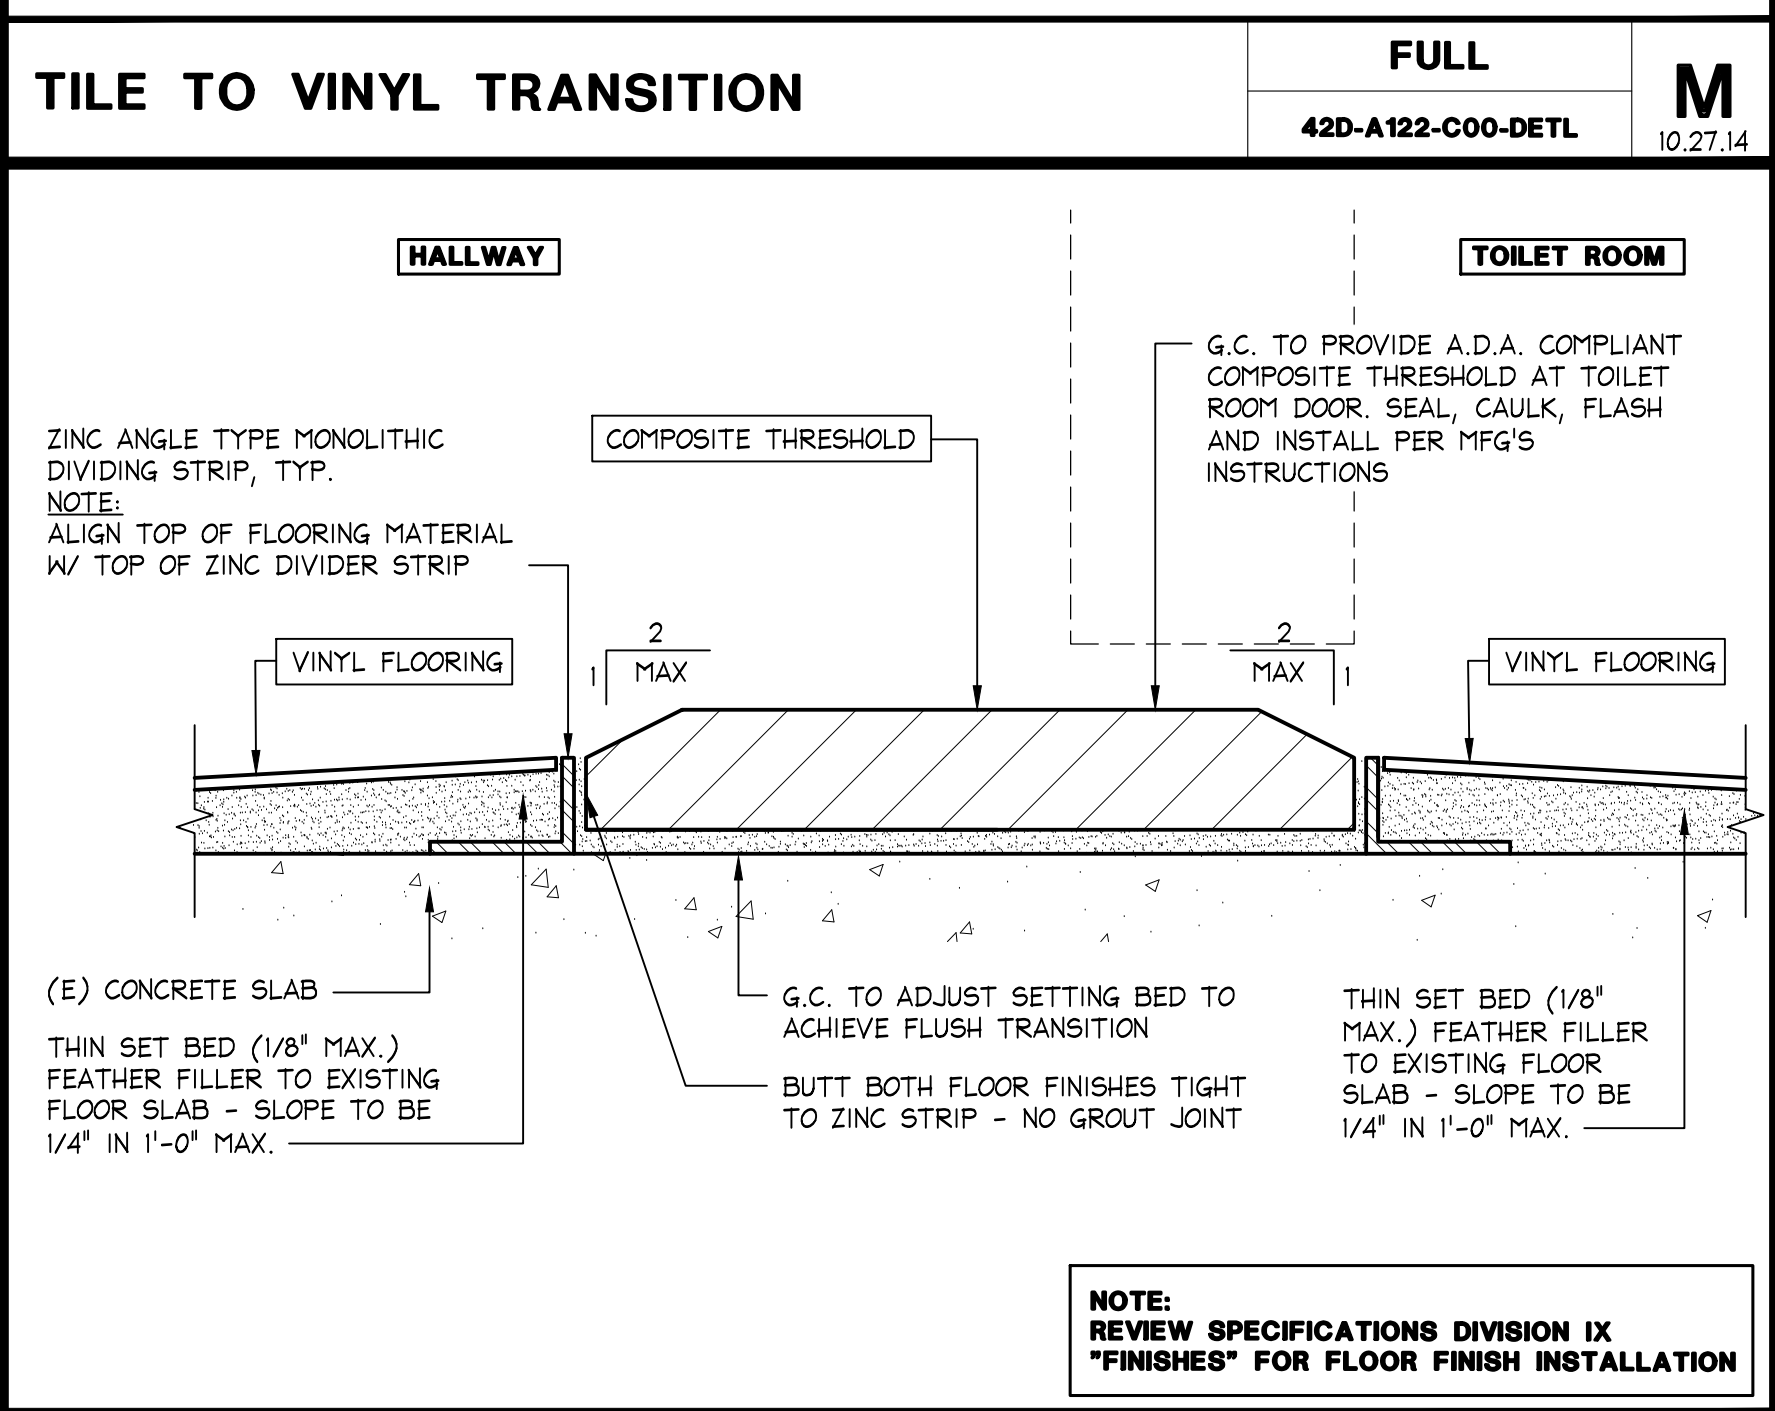 TILE TO VINYL TRANSITION
FULL
42D-A122-C00-DETL
M
10.27.14
HALLWAY
TOILET ROOM
G.C. TO PROVIDE A.D.A. COMPLIANT
COMPOSITE THRESHOLD AT TOILET
ROOM DOOR. SEAL, CAULK, FLASH
AND INSTALL PER MFG'S
INSTRUCTIONS
ZINC ANGLE TYPE MONOLITHIC
DIVIDING STRIP, TYP.
NOTE:
ALIGN TOP OF FLOORING MATERIAL
W/ TOP OF ZINC DIVIDER STRIP
COMPOSITE THRESHOLD
VINYL FLOORING
2
1
MAX
2
MAX
1
VINYL FLOORING
(E) CONCRETE SLAB
THIN SET BED (1/8" MAX.)
FEATHER FILLER TO EXISTING
FLOOR SLAB - SLOPE TO BE
1/4" IN 1'-0" MAX.
G.C. TO ADJUST SETTING BED TO
ACHIEVE FLUSH TRANSITION
BUTT BOTH FLOOR FINISHES TIGHT
TO ZINC STRIP - NO GROUT JOINT
THIN SET BED (1/8"
MAX.) FEATHER FILLER
TO EXISTING FLOOR
SLAB - SLOPE TO BE
1/4" IN 1'-0" MAX.
NOTE:
REVIEW SPECIFICATIONS DIVISION IX
"FINISHES" FOR FLOOR FINISH INSTALLATION